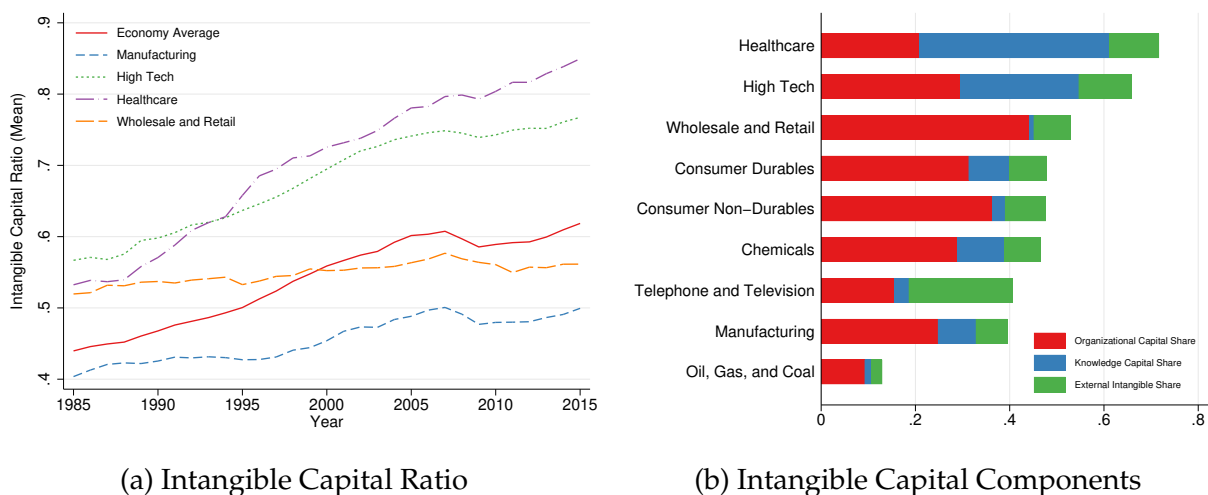 .9
.8
.7
.6
.5
.4
Intangible Capital Ratio (Mean)
Economy Average
Manufacturing
High Tech
Healthcare
Wholesale and Retail
1985 1990 1995 2000 2005 2010 2015
Year
(a) Intangible Capital Ratio
Healthcare
High Tech
Wholesale and Retail
Consumer Durables
Consumer Non-Durables
Chemicals
Telephone and Television
Manufacturing
Oil, Gas, and Coal
Organizational Capital Share
Knowledge Capital Share
External Intangible Share
0 .2 .4 .6 .8
(b) Intangible Capital Components